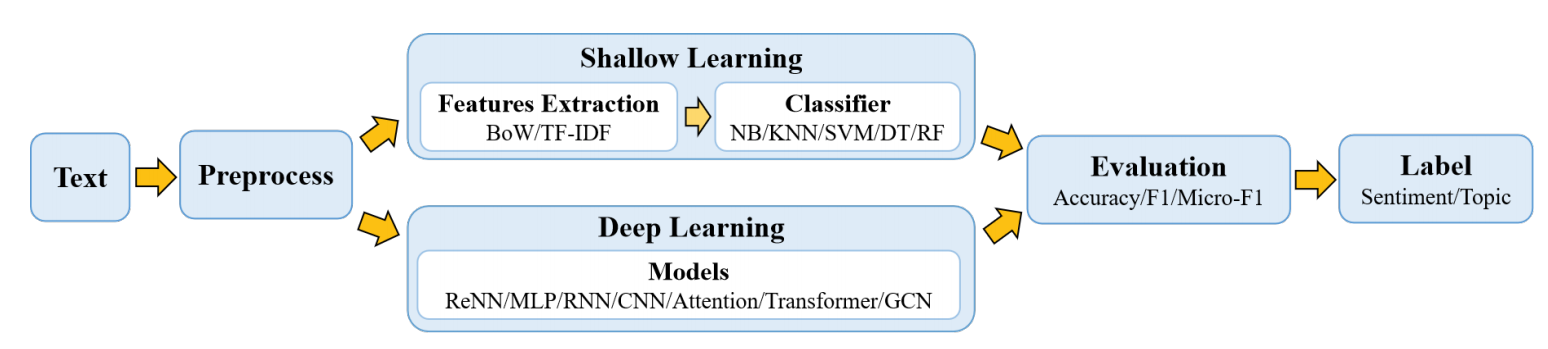 Text
Preprocess
Shallow Learning
Features Extraction
BoW/TF-IDF
Classifier
NB/KNN/SVM/DT/RF
Deep Learning
Models
ReNN/MLP/RNN/CNN/Attention/Transformer/GCN
Evaluation
Accuracy/F1/Micro-F1
Label
Sentiment/Topic